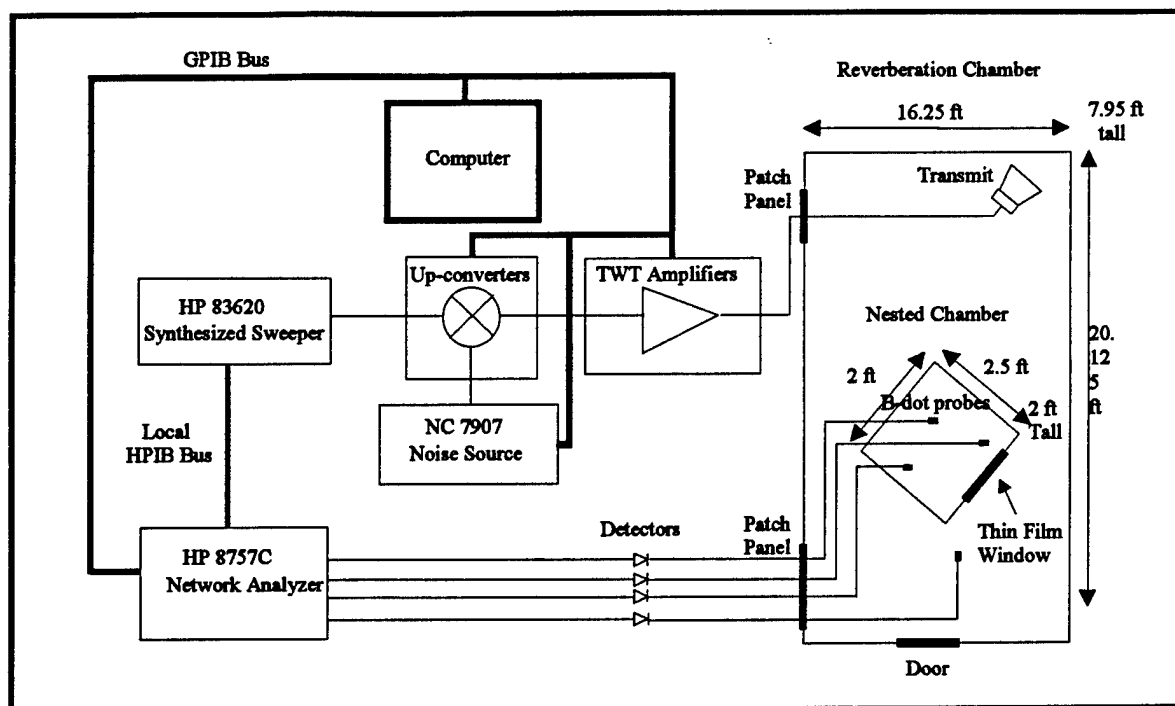 GPIB Bus
Reverberation Chamber
16.25 ft
7.95 ft
tall
Computer
Patch
Panel
Transmit
Up-converters
TWT Amplifiers
HP 83620
Synthesized Sweeper
Nested Chamber
20.
12
5
ft
2 ft
2.5 ft
B-dot probes
2 ft
Tall
NC 7907
Noise Source
Local
HPIB Bus
Detectors
Patch
Panel
Thin Film
Window
HP 8757C
Network Analyzer
Door